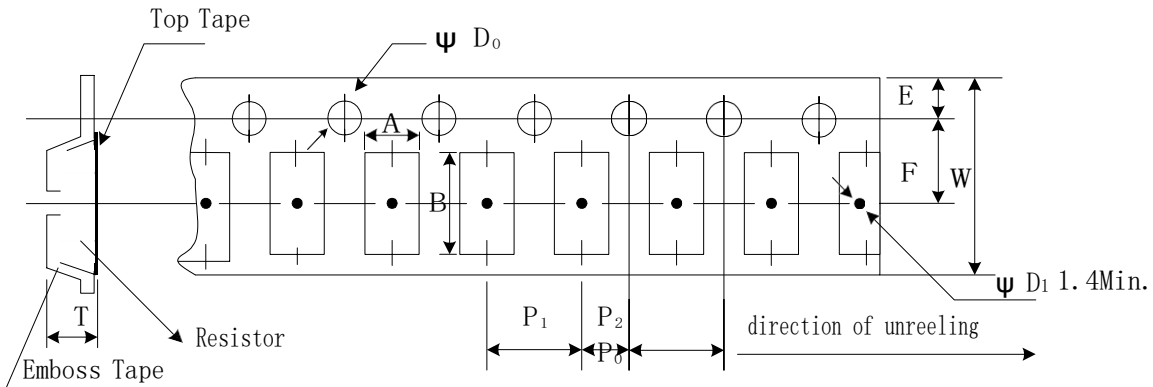 Top Tape
Ψ D₀
E
A
F
W
B
Ψ D₁ 1.4Min.
T
P₁
P₂
direction of unreeling
Resistor
P₀
Emboss Tape